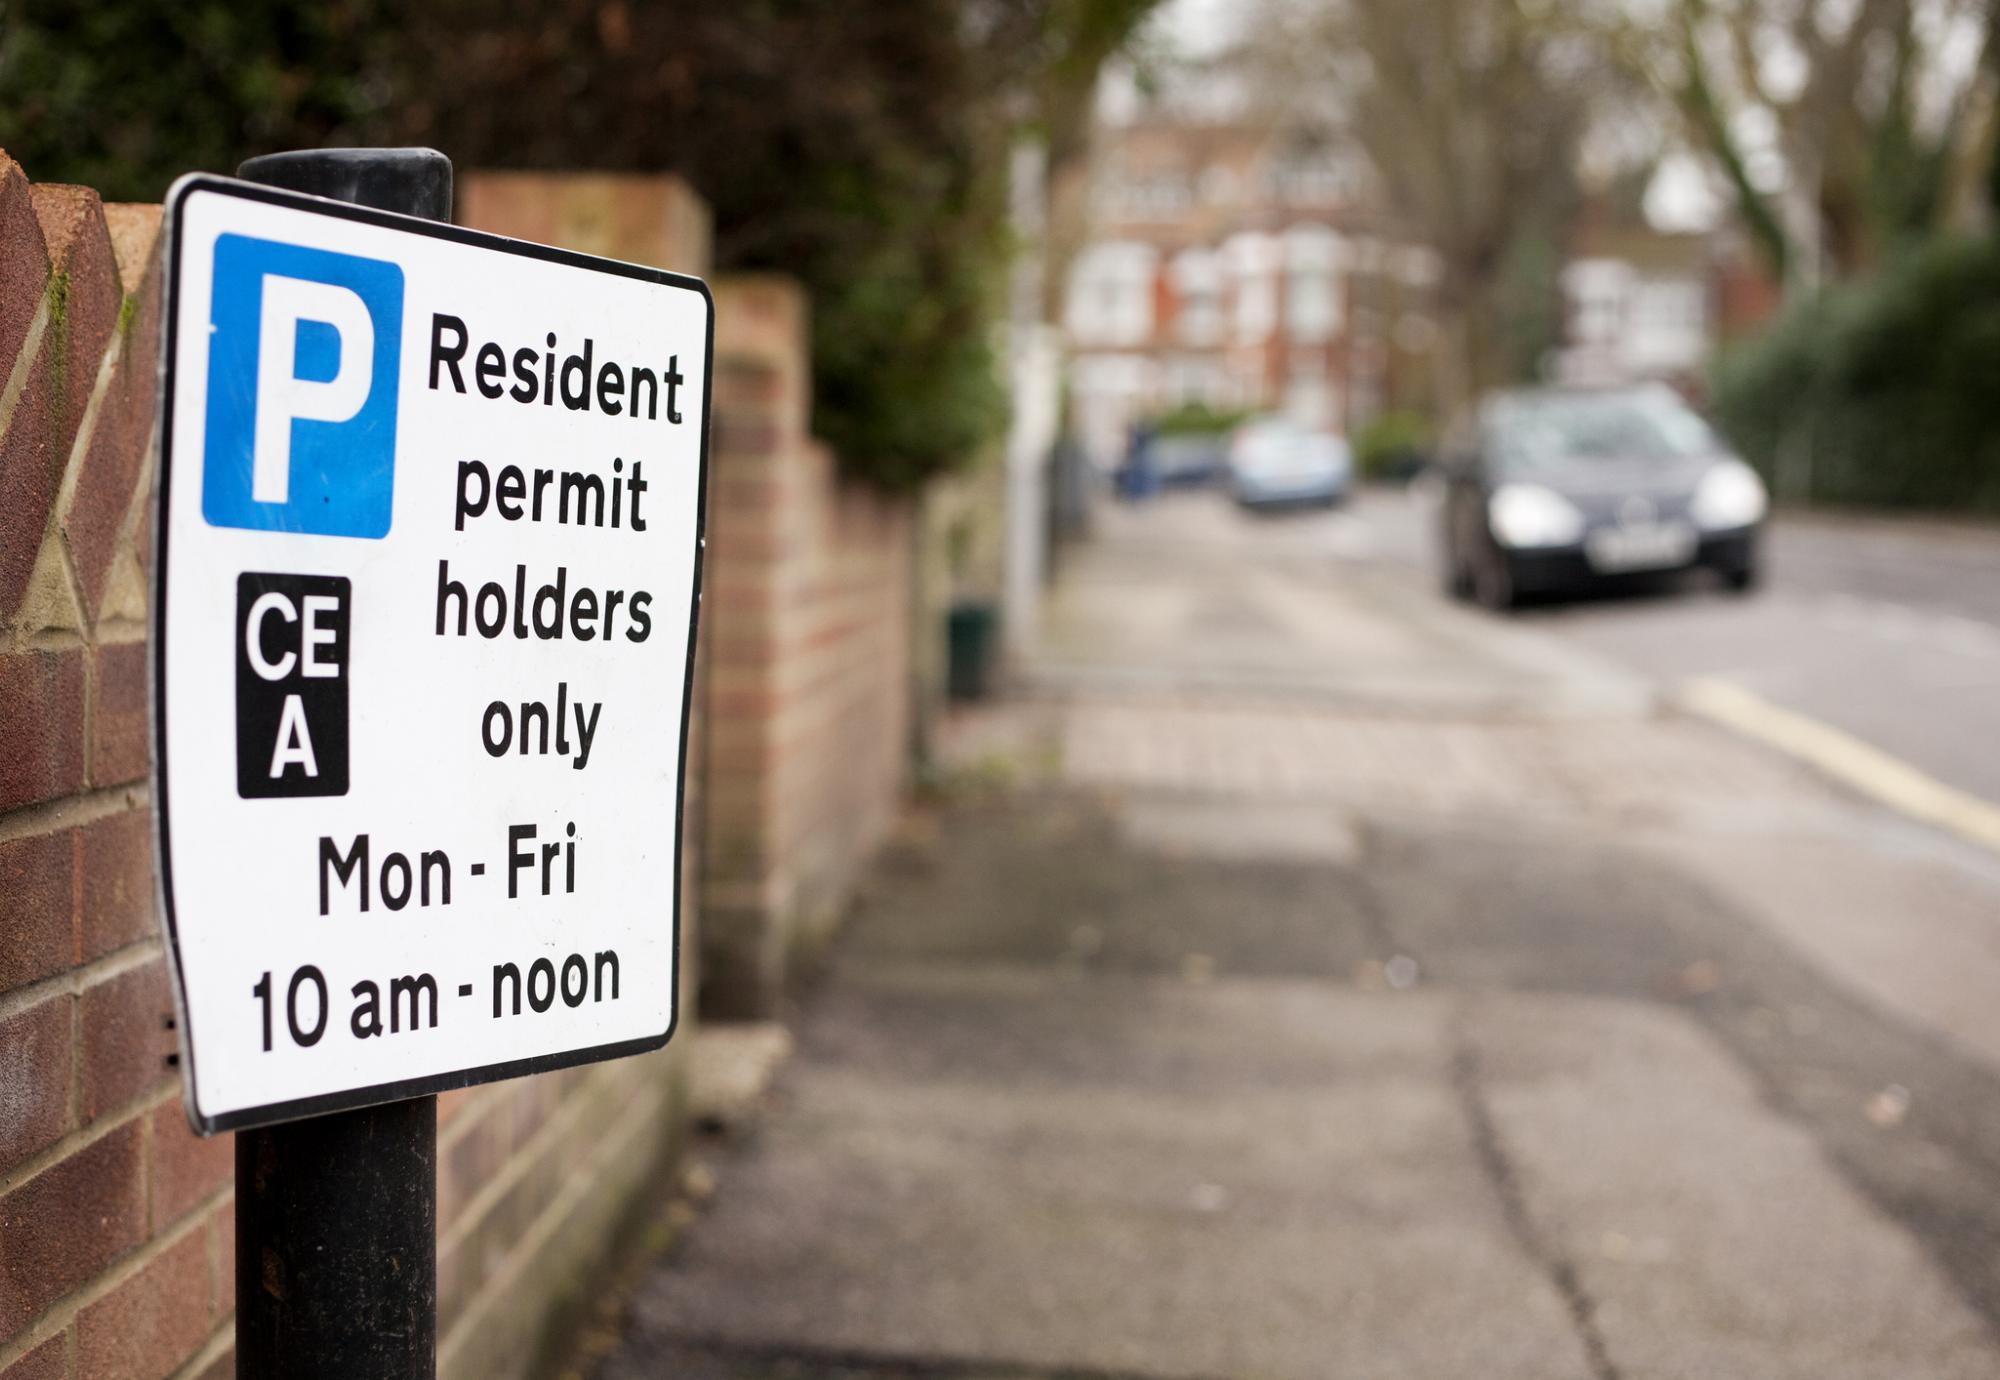 P
Resident
permit
holders
only
CE
A
Mon - Fri
10 am - noon